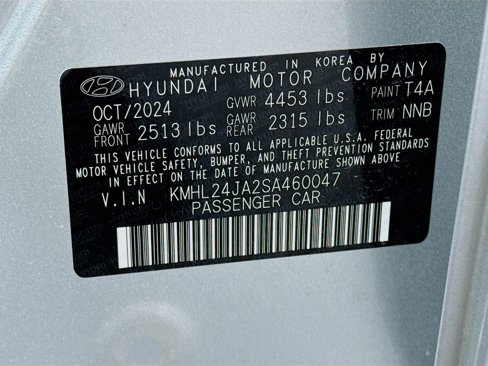 MANUFACTURED IN KOREA BY
HYUNDAI MOTOR COMPANY
OCT/2024 GVWR 4453 lbs PAINT T4A
GAWR FRONT 2513 lbs GAWR REAR 2315 lbs TRIM NNB
THIS VEHICLE CONFORMS TO ALL APPLICABLE U.S.A. FEDERAL
MOTOR VEHICLE SAFETY, BUMPER, AND THEFT PREVENTION STANDARDS
IN EFFECT ON THE DATE OF MANUFACTURE SHOWN ABOVE.
V.I.N KMHL24JA2SA460047
PASSENGER CAR